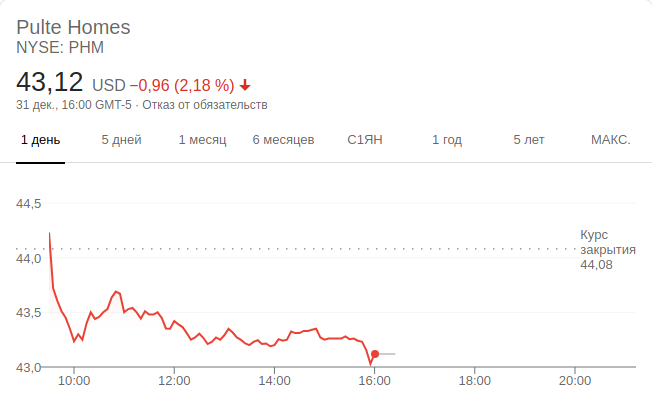 Pulte Homes
NYSE: PHM
43,12 USD −0,96 (2,18 %)
31 дек., 16:00 GMT-5 · Отказ от обязательств
1 день 5 дней 1 месяц 6 месяцев С1ЯН 1 год 5 лет МАКС.
44,5
Курс
закрытия
44,08
44,0
43,5
43,0
10:00 12:00 14:00 16:00 18:00 20:00